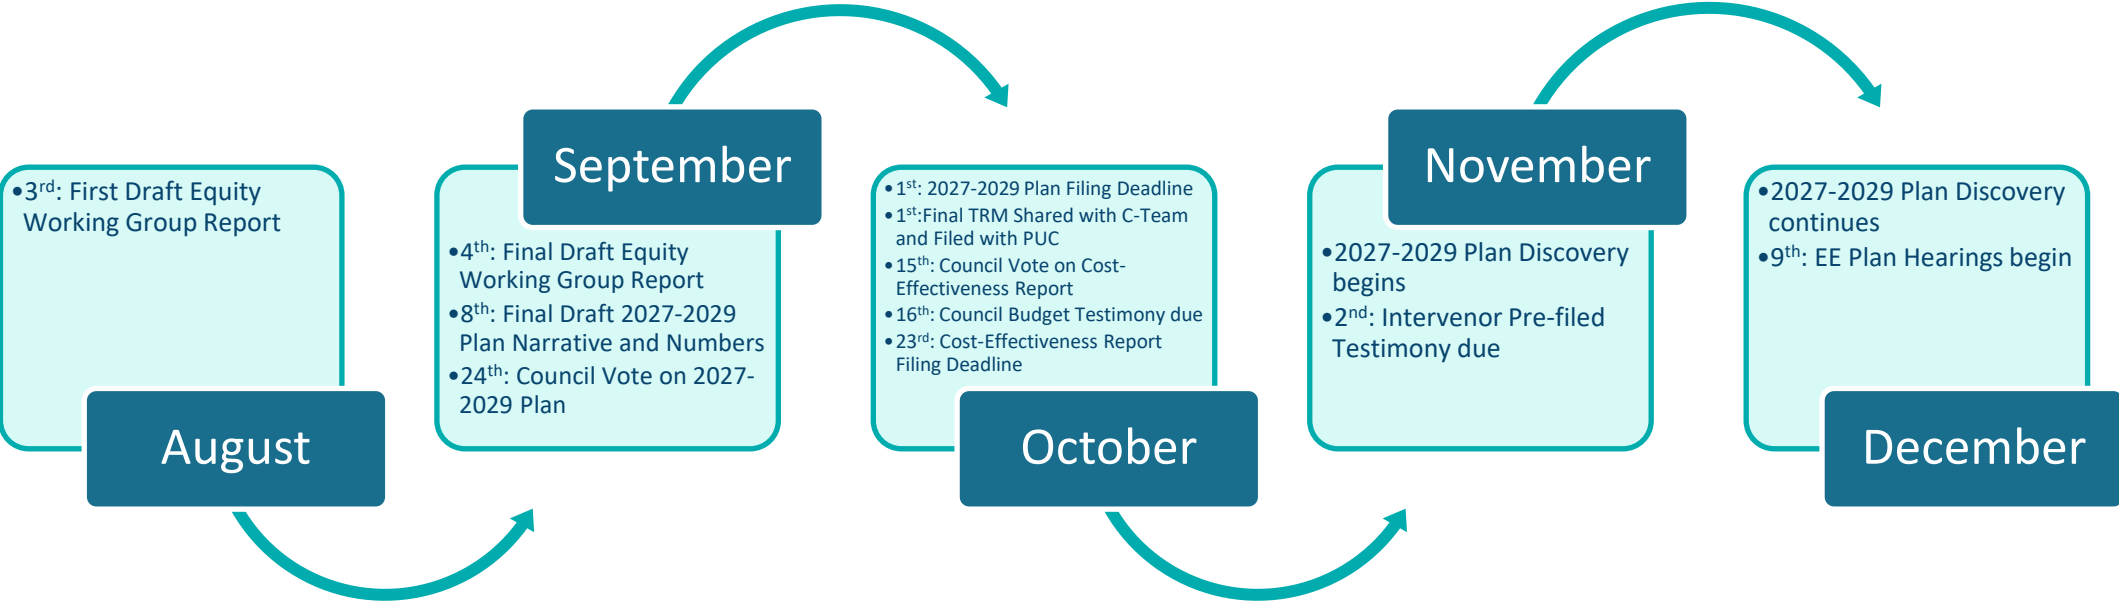 •3rd: First Draft Equity
Working Group Report
August
September
•4th: Final Draft Equity
Working Group Report
•8th: Final Draft 2027-2029
Plan Narrative and Numbers
•24th: Council Vote on 2027-
2029 Plan
•1st: 2027-2029 Plan Filing Deadline
•1st:Final TRM Shared with C-Team
and Filed with PUC
•15th: Council Vote on Cost-
Effectiveness Report
•16th: Council Budget Testimony due
•23rd: Cost-Effectiveness Report
Filing Deadline
October
November
•2027-2029 Plan Discovery
begins
•2nd: Intervenor Pre-filed
Testimony due
•2027-2029 Plan Discovery
continues
•9th: EE Plan Hearings begin
December